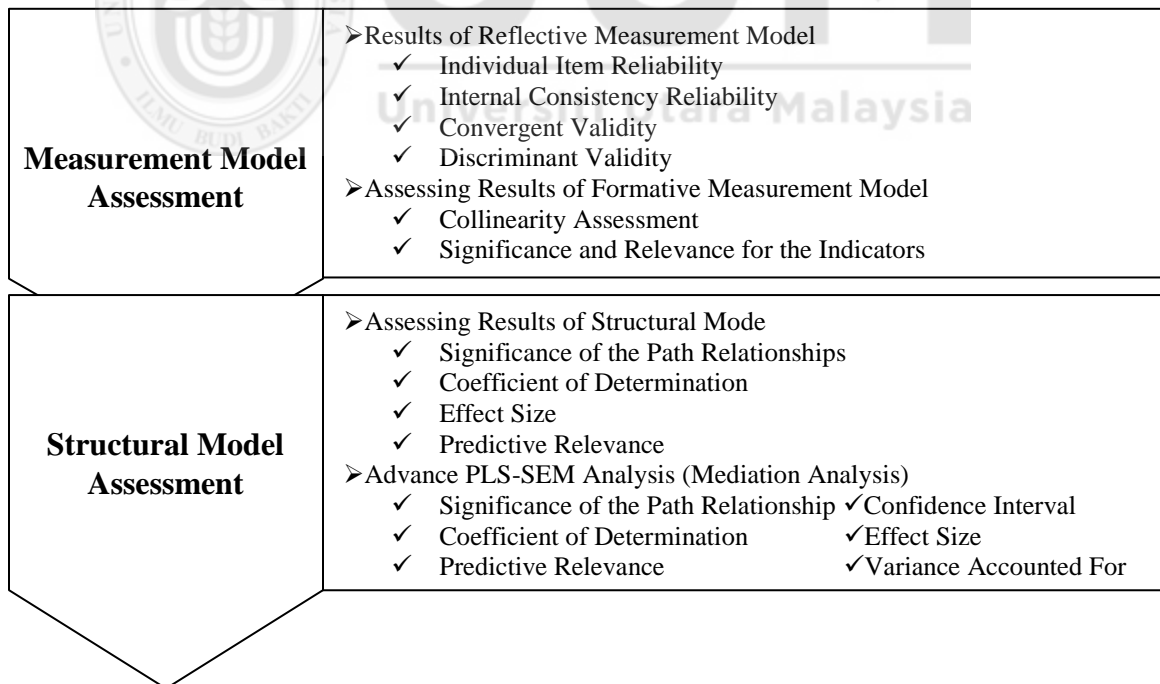 Measurement Model
Assessment
➢Results of Reflective Measurement Model
✓ Individual Item Reliability
✓ Internal Consistency Reliability
✓ Convergent Validity
✓ Discriminant Validity
➢Assessing Results of Formative Measurement Model
✓ Collinearity Assessment
✓ Significance and Relevance for the Indicators
Structural Model
Assessment
➢Assessing Results of Structural Mode
✓ Significance of the Path Relationships
✓ Coefficient of Determination
✓ Effect Size
✓ Predictive Relevance
➢Advance PLS-SEM Analysis (Mediation Analysis)
✓ Significance of the Path Relationship ✓Confidence Interval
✓ Coefficient of Determination ✓Effect Size
✓ Predictive Relevance ✓Variance Accounted For
Universiti Utara Malaysia
ILMU BUDI BAKTI